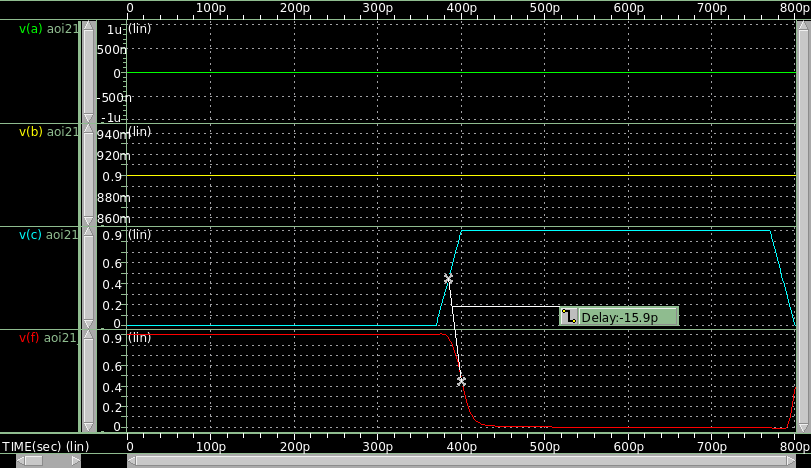 0 100p 200p 300p 400p 500p 600p 700p 800p
v(a) aoi21 1u (lin)
500m
0
-500m
-1u
v(b) aoi21 940m (lin)
920m
0.9
880m
860m
v(c) aoi21 0.9 (lin)
0.6
0.4
0.2
0
Delay:-15.9p
v(f) aoi21 0.9 (lin)
0.6
0.4
0.2
0
TIME(sec) (lin) 0 100p 200p 300p 400p 500p 600p 700p 800p